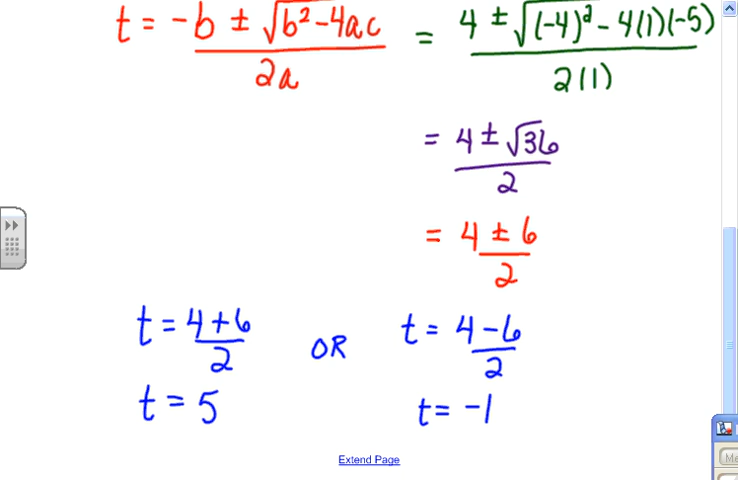 t = -b ± √b² - 4ac / 2a = 4 ± √(-4)² - 4(1)(-5) / 2(1)
= 4 ± √36 / 2
= 4 ± 6 / 2
t = 4 + 6 / 2 OR t = 4 - 6 / 2
t = 5 t = -1
Extend Page